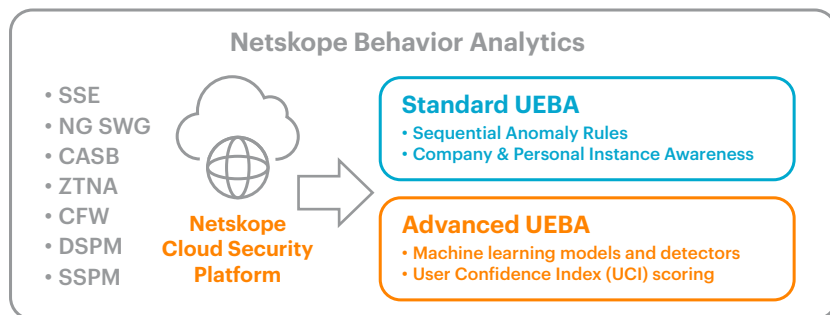 Netskope Behavior Analytics
• SSE
• NG SWG
• CASB
• ZTNA
• CFW
• DSPM
• SSPM
Netskope
Cloud Security
Platform
Standard UEBA
• Sequential Anomaly Rules
• Company & Personal Instance Awareness
Advanced UEBA
• Machine learning models and detectors
• User Confidence Index (UCI) scoring